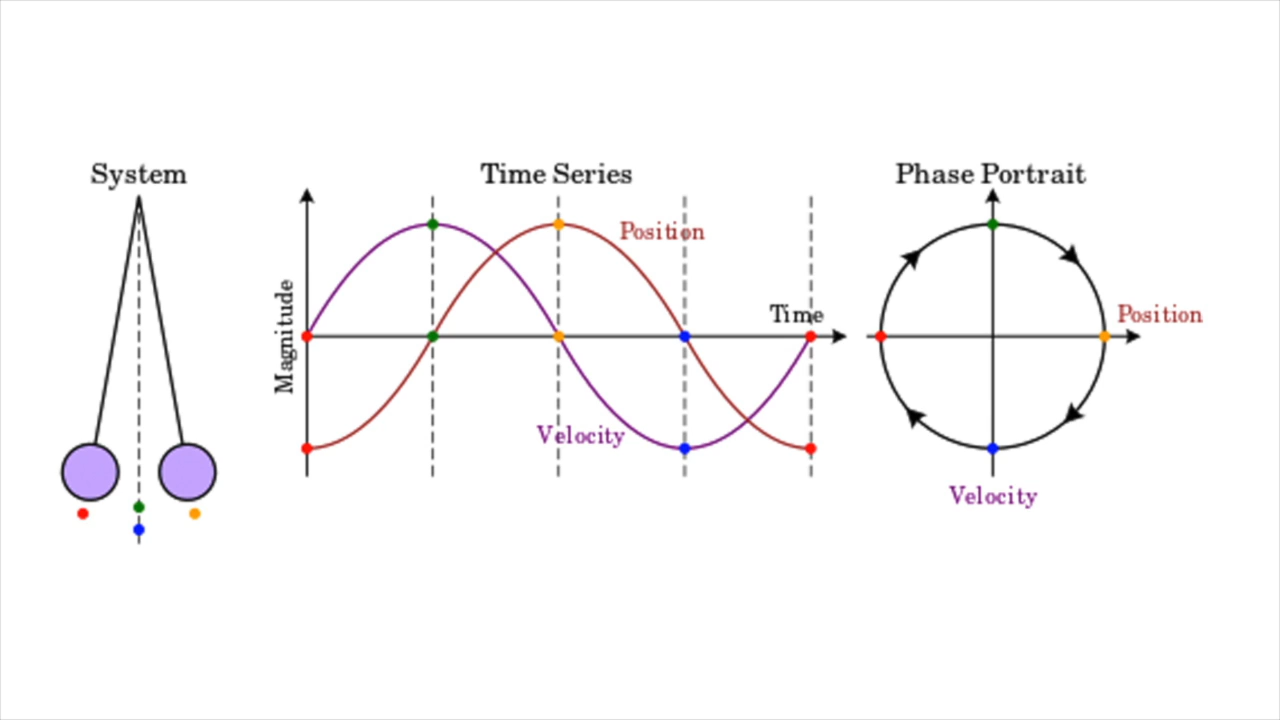 System
Time Series
Phase Portrait
Magnitude
Position
Time
Velocity
Position
Velocity